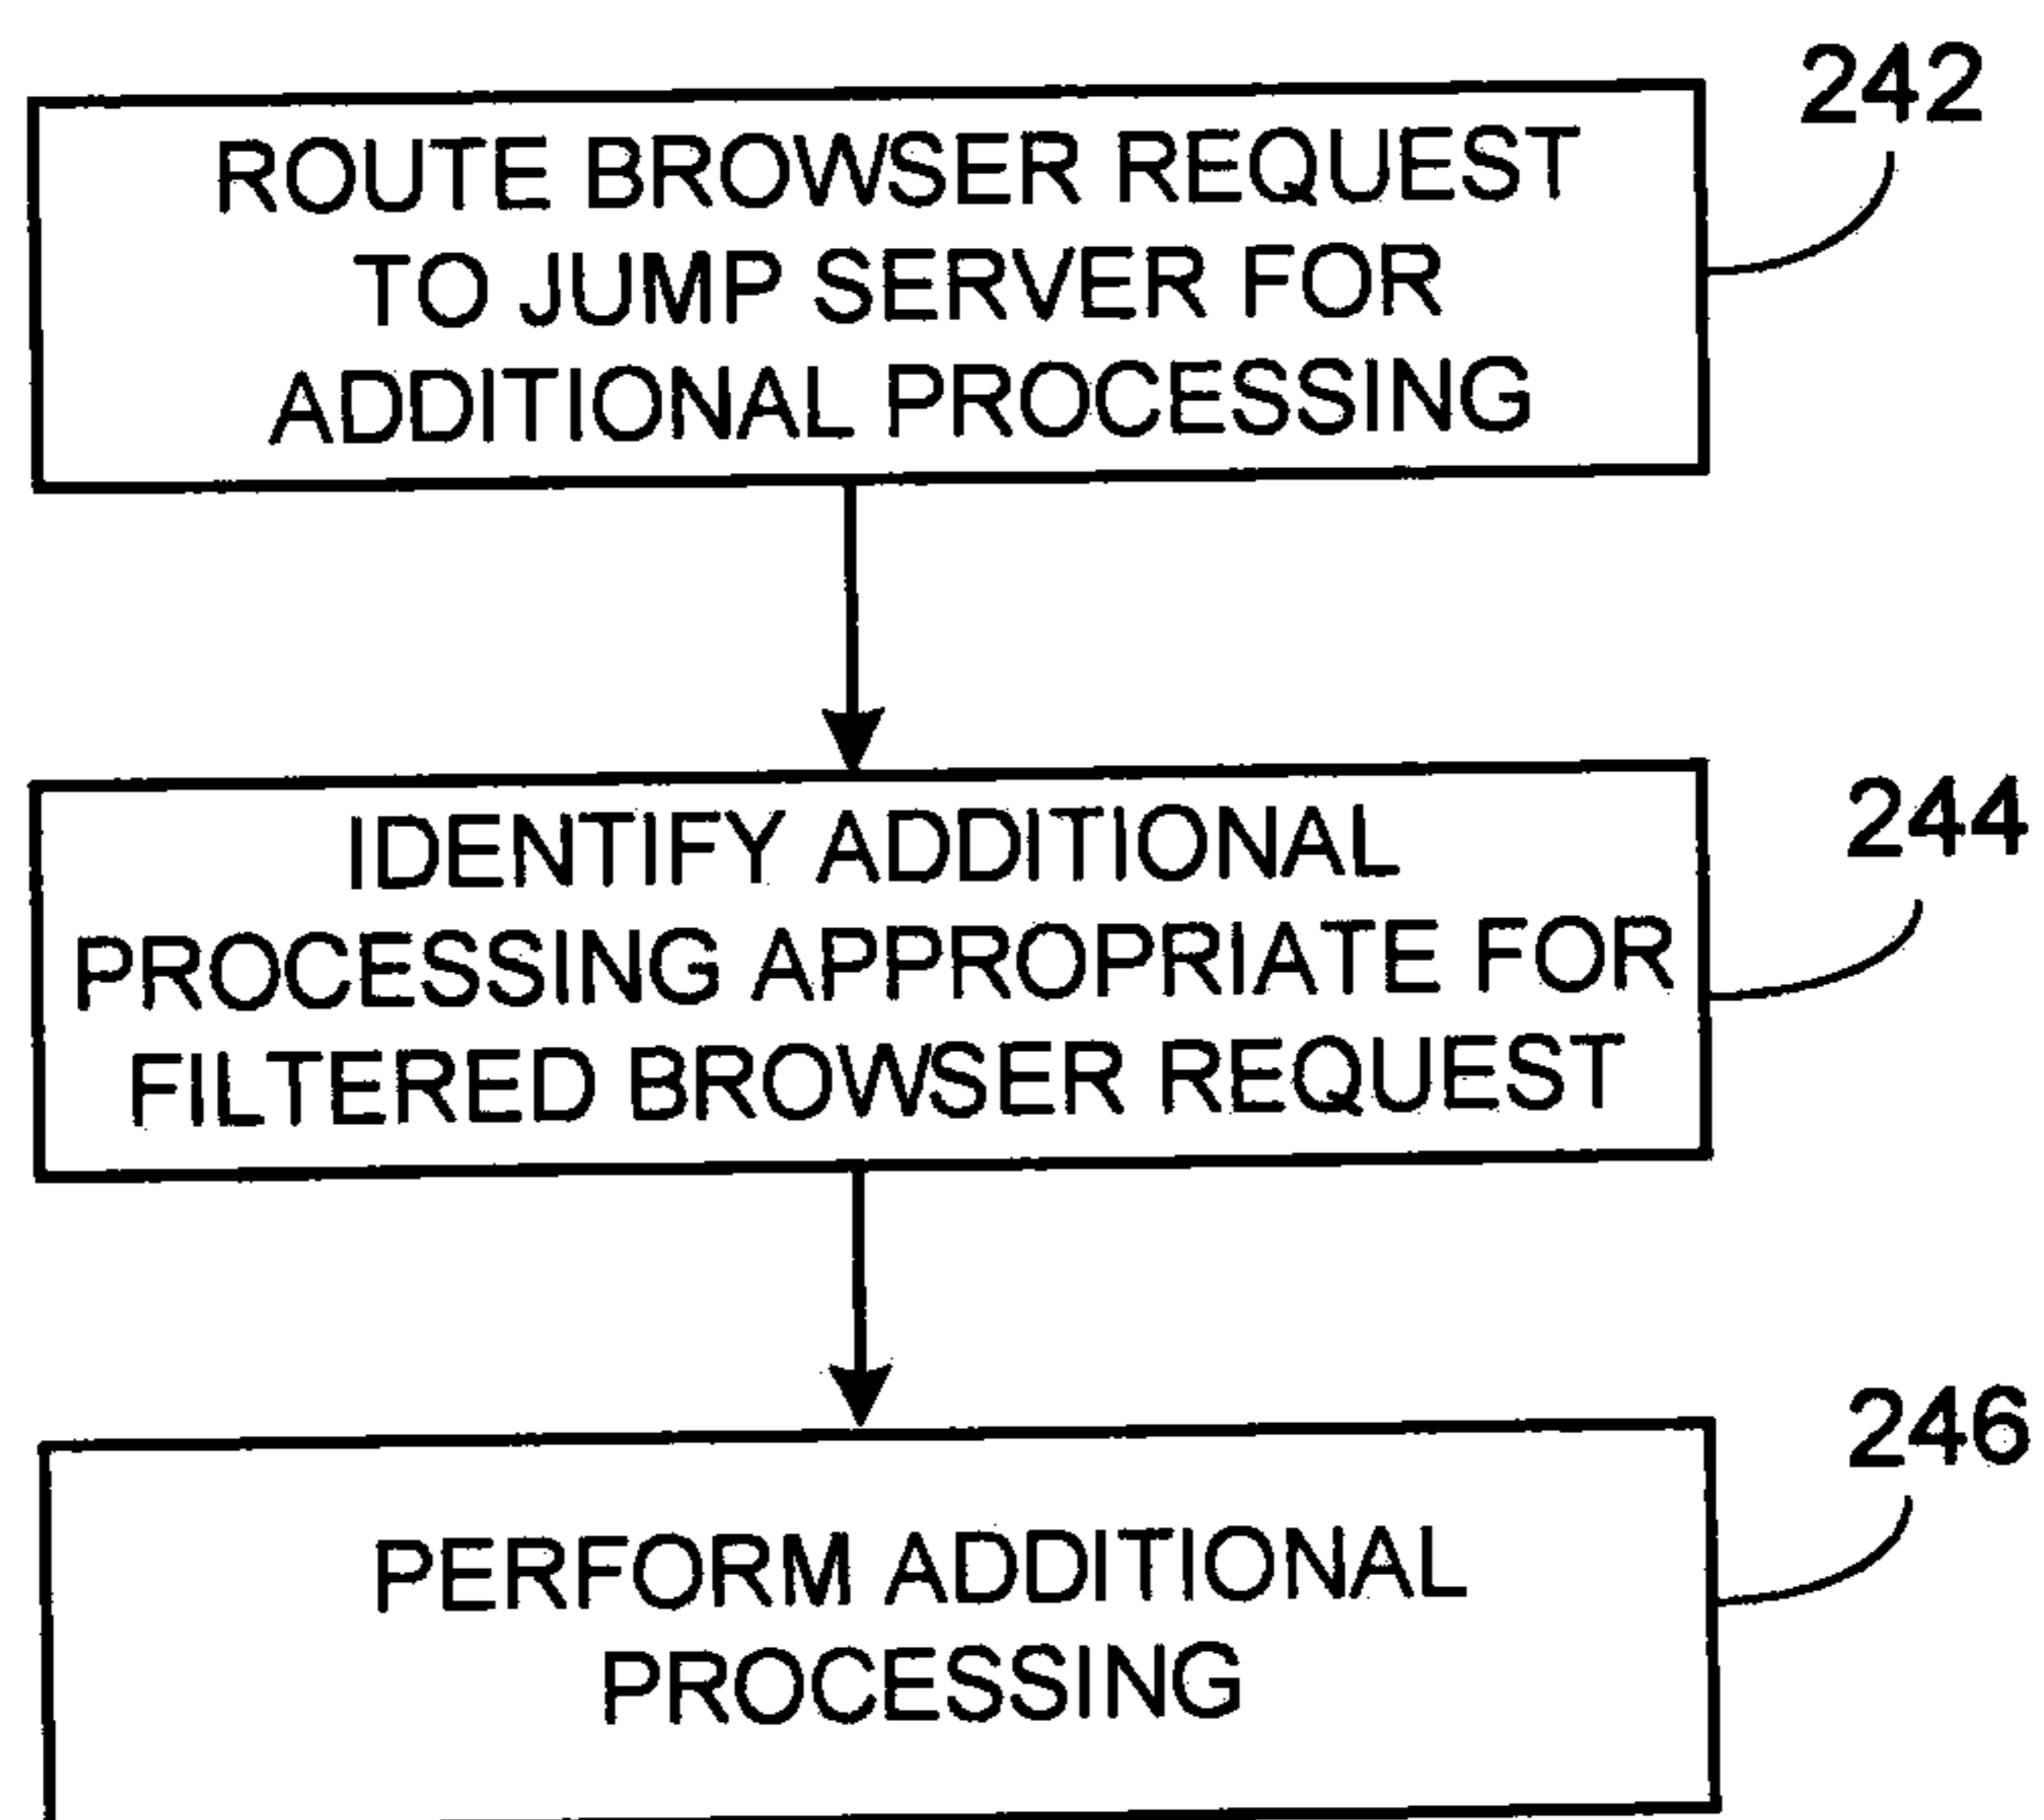 242
ROUTE BROWSER REQUEST
TO JUMP SERVER FOR
ADDITIONAL PROCESSING
244
IDENTIFY ADDITIONAL
PROCESSING APPROPRIATE FOR
FILTERED BROWSER REQUEST
246
PERFORM ADDITIONAL
PROCESSING